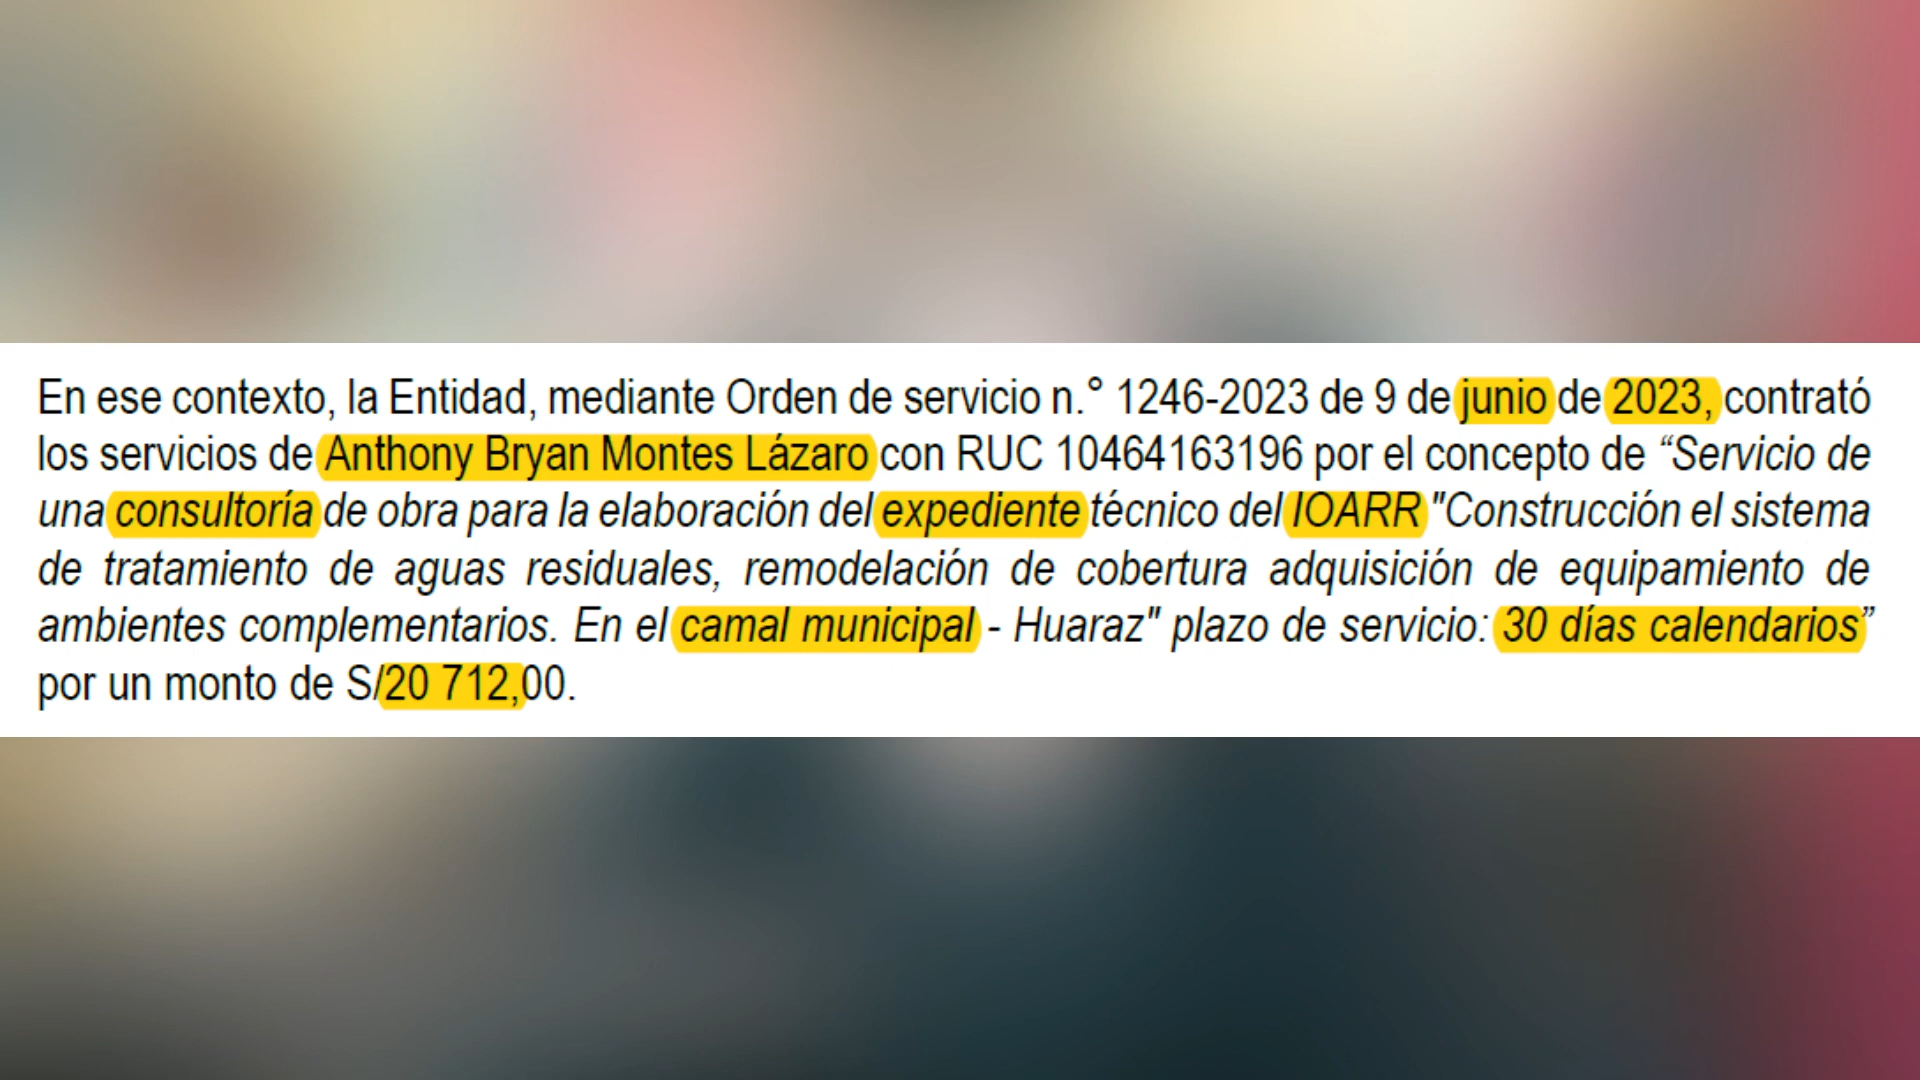 En ese contexto, la Entidad, mediante Orden de servicio n.° 1246-2023 de 9 de junio de 2023, contrató
los servicios de Anthony Bryan Montes Lázaro con RUC 10464163196 por el concepto de “Servicio de
una consultoría de obra para la elaboración del expediente técnico del IOARR "Construcción el sistema
de tratamiento de aguas residuales, remodelación de cobertura adquisición de equipamiento de
ambientes complementarios. En el camal municipal - Huaraz" plazo de servicio: 30 días calendarios”
por un monto de S/20 712,00.